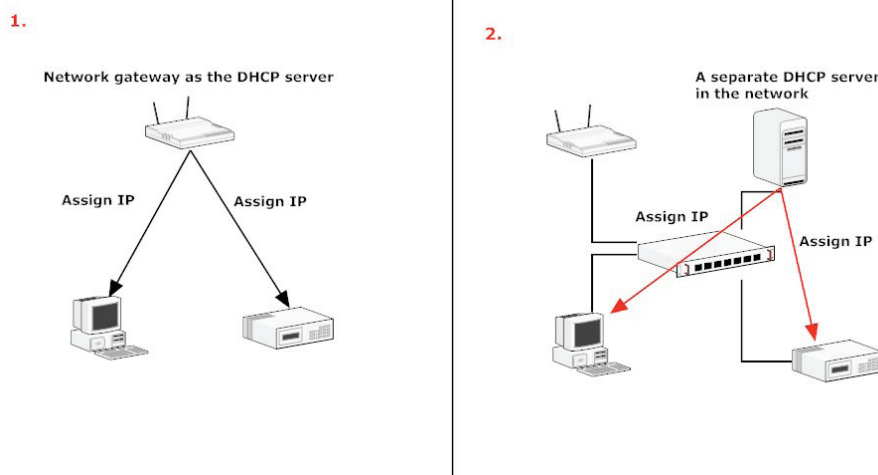 1.
Network gateway as the DHCP server
Assign IP
Assign IP
2.
A separate DHCP server
in the network
Assign IP
Assign IP